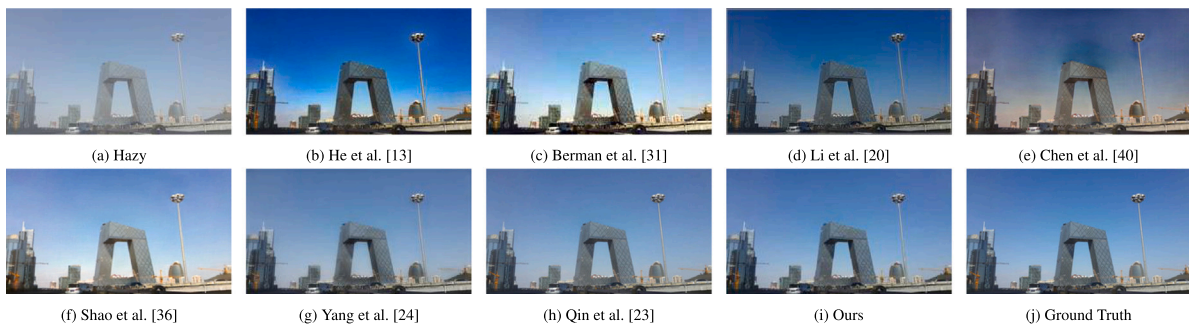 (a) Hazy
(b) He et al. [13]
(c) Berman et al. [31]
(d) Li et al. [20]
(e) Chen et al. [40]
(f) Shao et al. [36]
(g) Yang et al. [24]
(h) Qin et al. [23]
(i) Ours
(j) Ground Truth